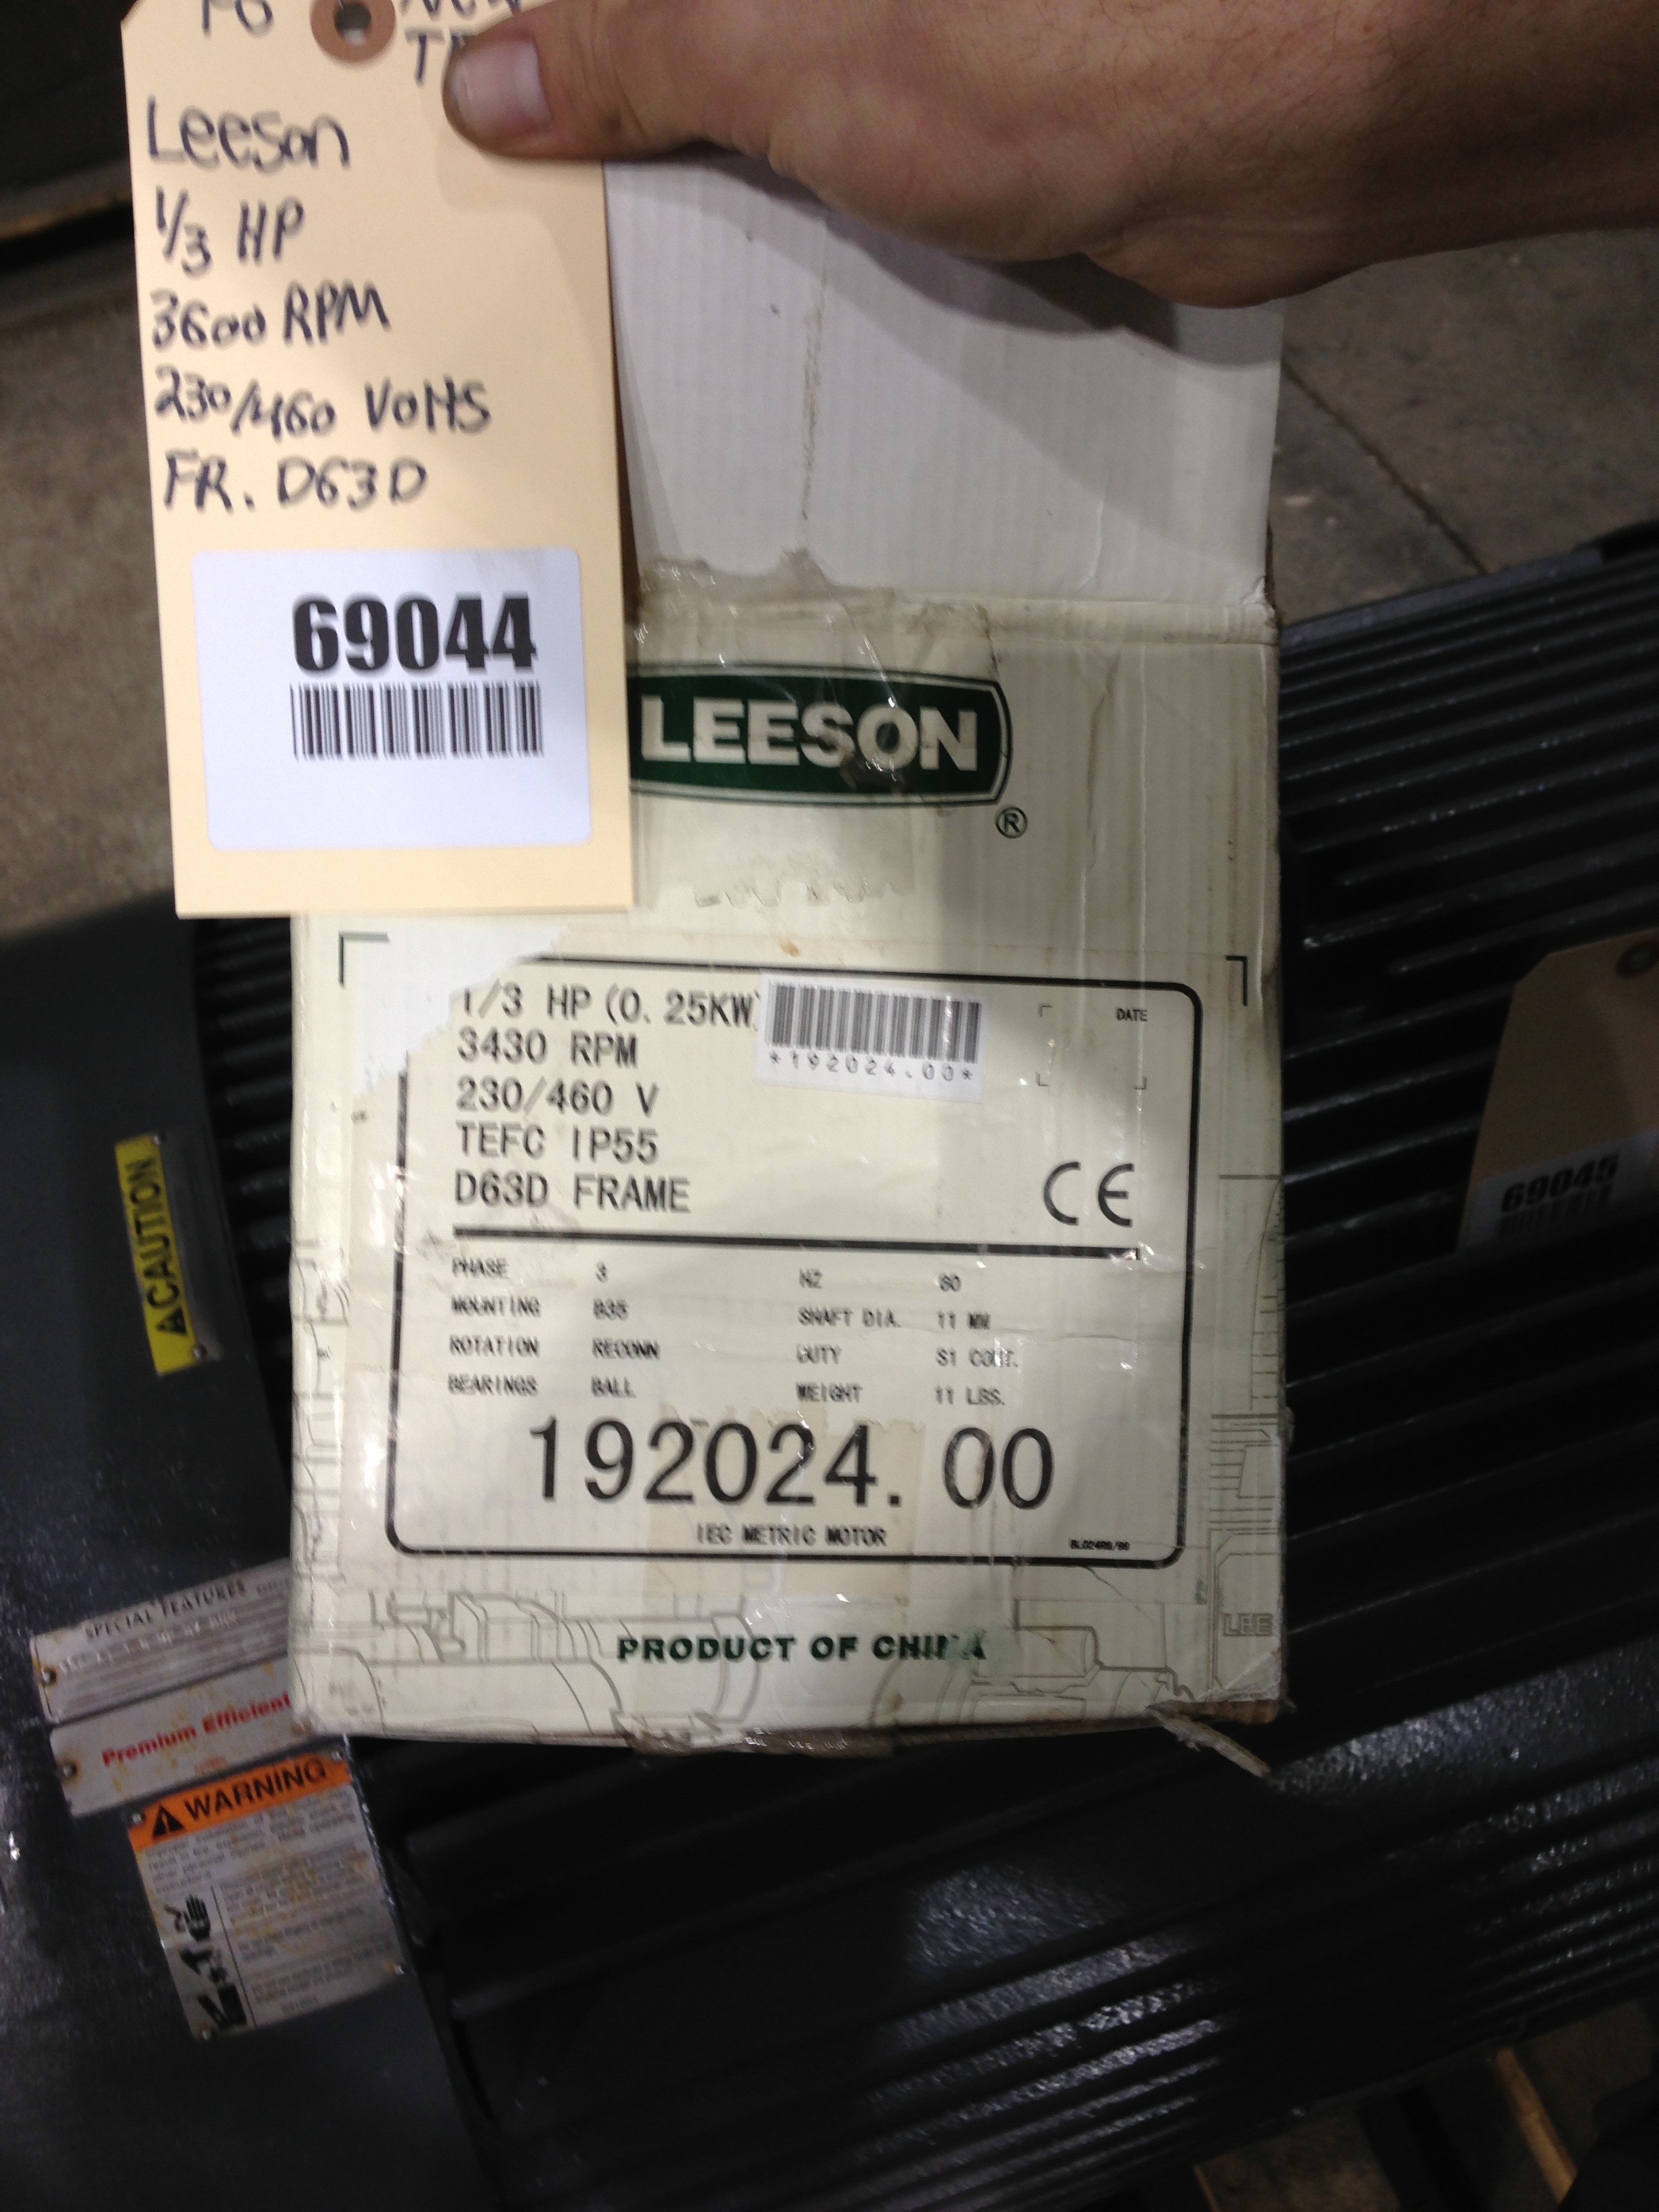 Leeson
1/3 HP
3600 RPM
230/460 Volts
FR. D63D
69044
LEESON
®
1/3 HP (0.25KW)
3430 RPM
230/460 V
TEFC IP55
D63D FRAME
*192024.00*
DATE
CE
PHASE 3 HZ 60
MOUNTING B35 SHAFT DIA. 11 MM
ROTATION RECONN DUTY S1 CONT.
BEARINGS BALL WEIGHT 11 LBS.
192024.00
IEC METRIC MOTOR
PRODUCT OF CHINA
LEE
69045
CAUTION
SPECIAL FEATURES
Premium Efficient
WARNING